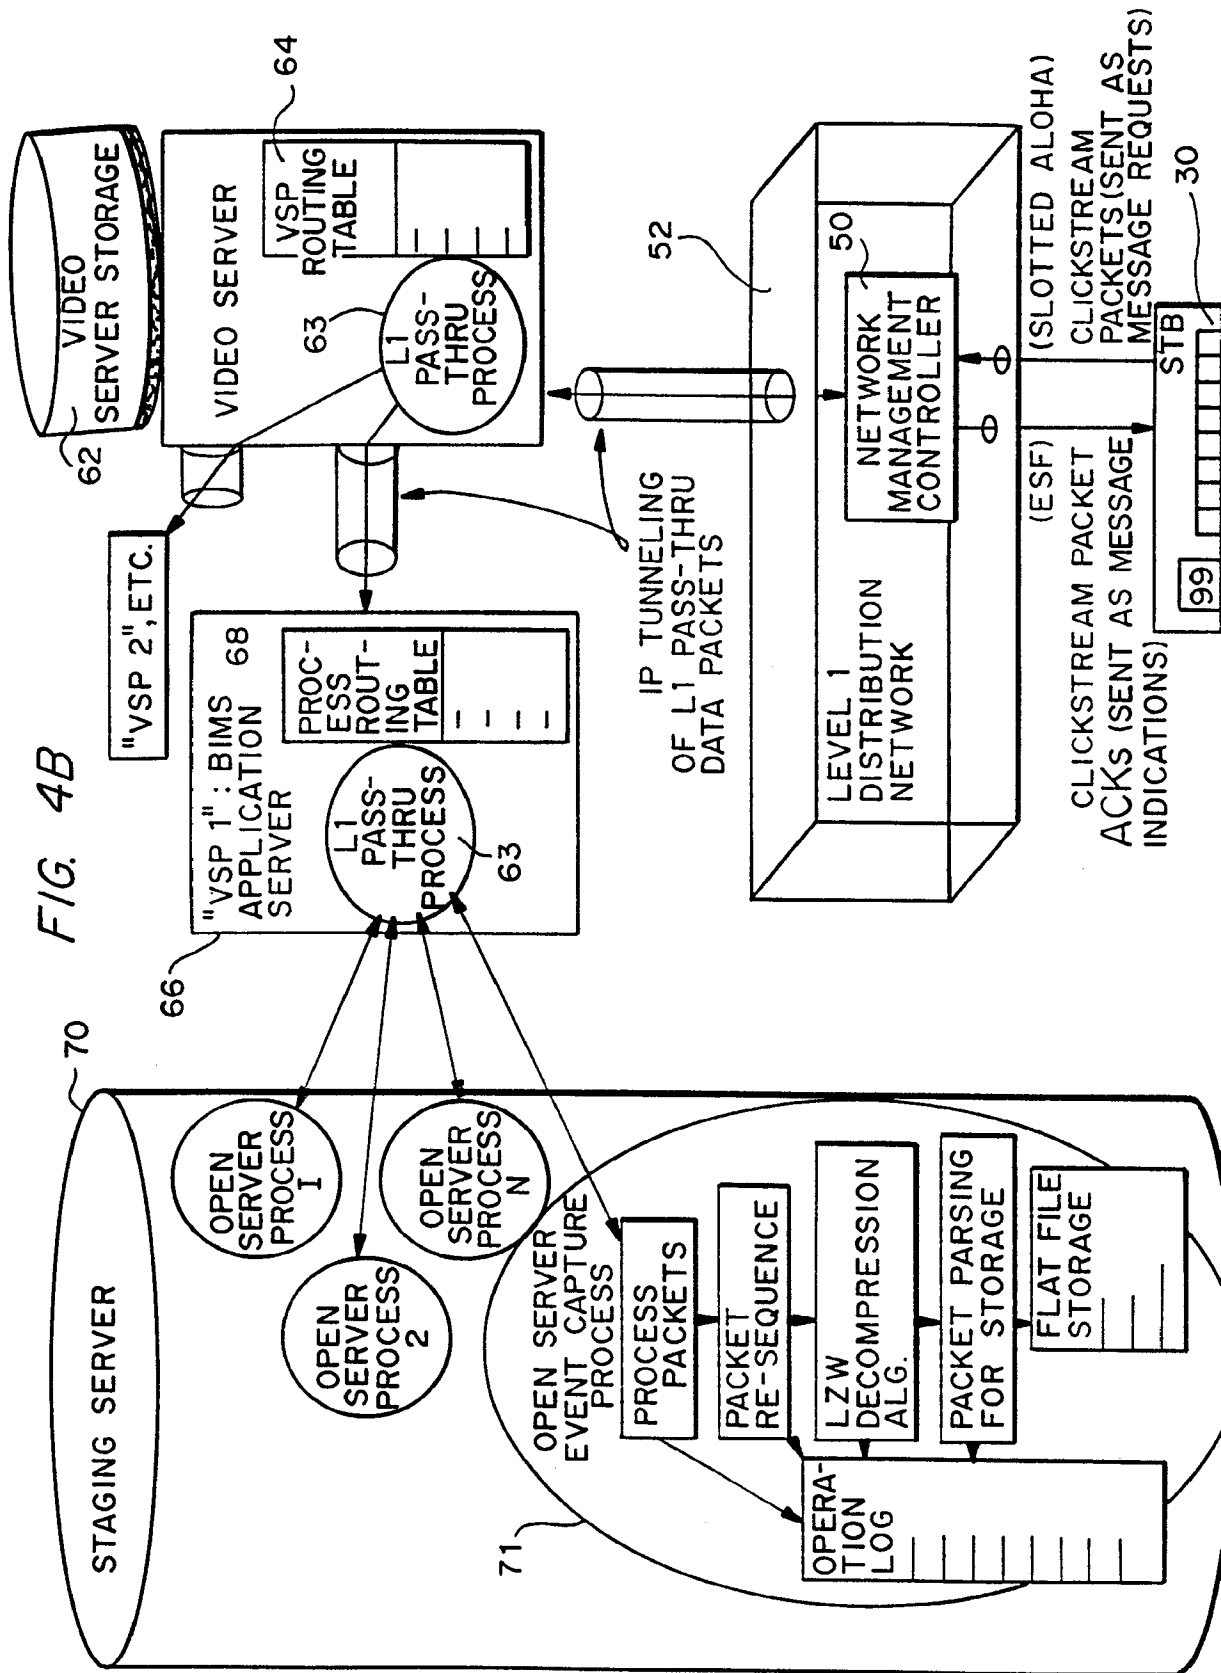 FIG. 4B
STAGING SERVER
70
OPEN
SERVER
PROCESS
1
OPEN
SERVER
PROCESS
2
OPEN
SERVER
PROCESS
N
OPEN SERVER
EVENT CAPTURE
PROCESS
71
PROCESS
PACKETS
PACKET
RE-SEQUENCE
LZW
DECOMPRESSION
ALG.
PACKET PARSING
FOR STORAGE
FLAT FILE
STORAGE
OPERA-
TION
LOG
66
"VSP 1" : BIMS
APPLICATION
SERVER
68
L1
PASS-
THRU
PROCESS
63
PROC-
ESS
ROUT-
ING
TABLE
"VSP 2", ETC.
62
VIDEO
SERVER STORAGE
VIDEO SERVER
63
L1
PASS-
THRU
PROCESS
VSP
ROUTING
TABLE
64
IP TUNNELING
OF L1 PASS-THRU
DATA PACKETS
52
LEVEL 1
DISTRIBUTION
NETWORK
50
NETWORK
MANAGEMENT
CONTROLLER
(ESF)
CLICKSTREAM PACKET
ACKs (SENT AS MESSAGE
INDICATIONS)
(SLOTTED ALOHA)
CLICKSTREAM
PACKETS (SENT AS
MESSAGE REQUESTS)
STB
30
99